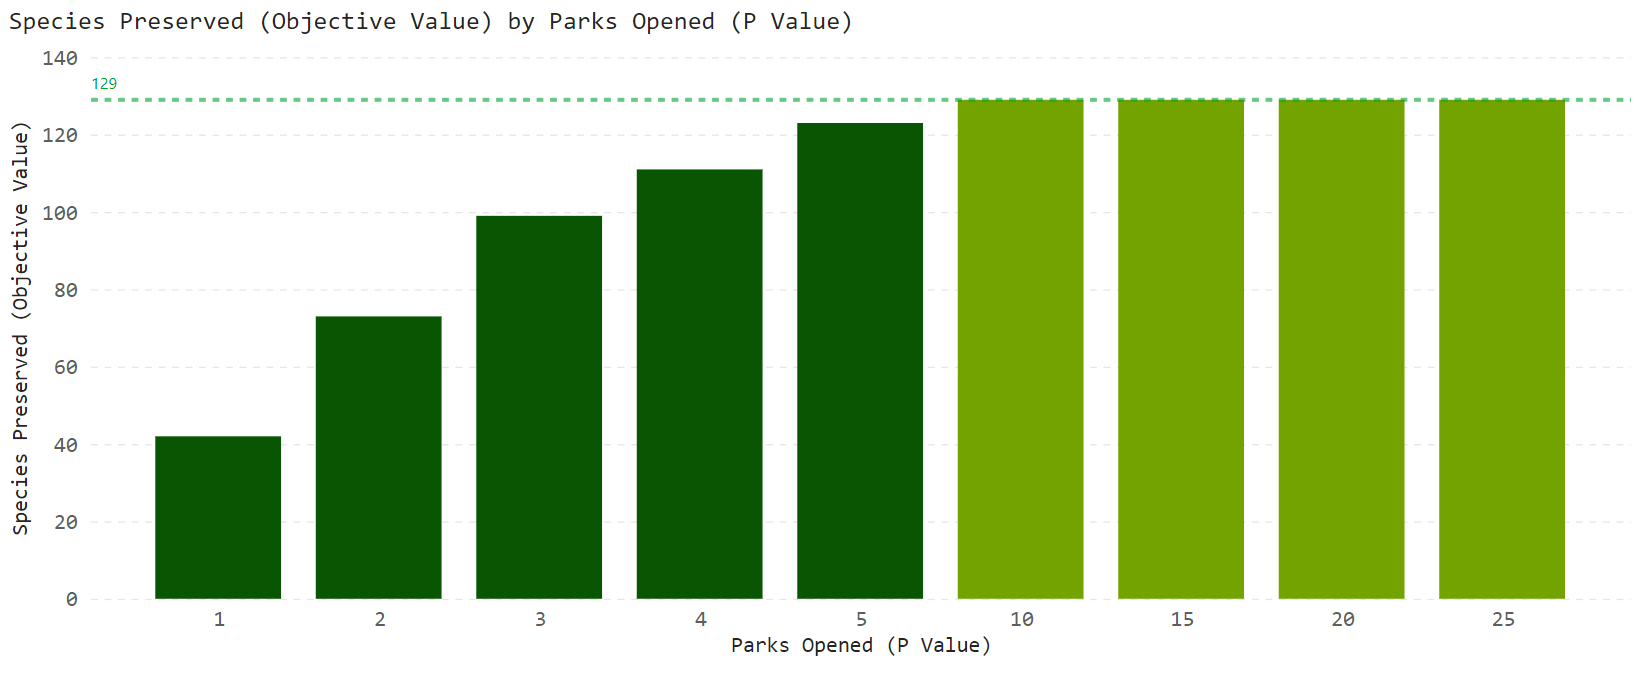 Species Preserved (Objective Value) by Parks Opened (P Value)
Species Preserved (Objective Value)
140
129
120
100
80
60
40
20
0
1 2 3 4 5 10 15 20 25
Parks Opened (P Value)